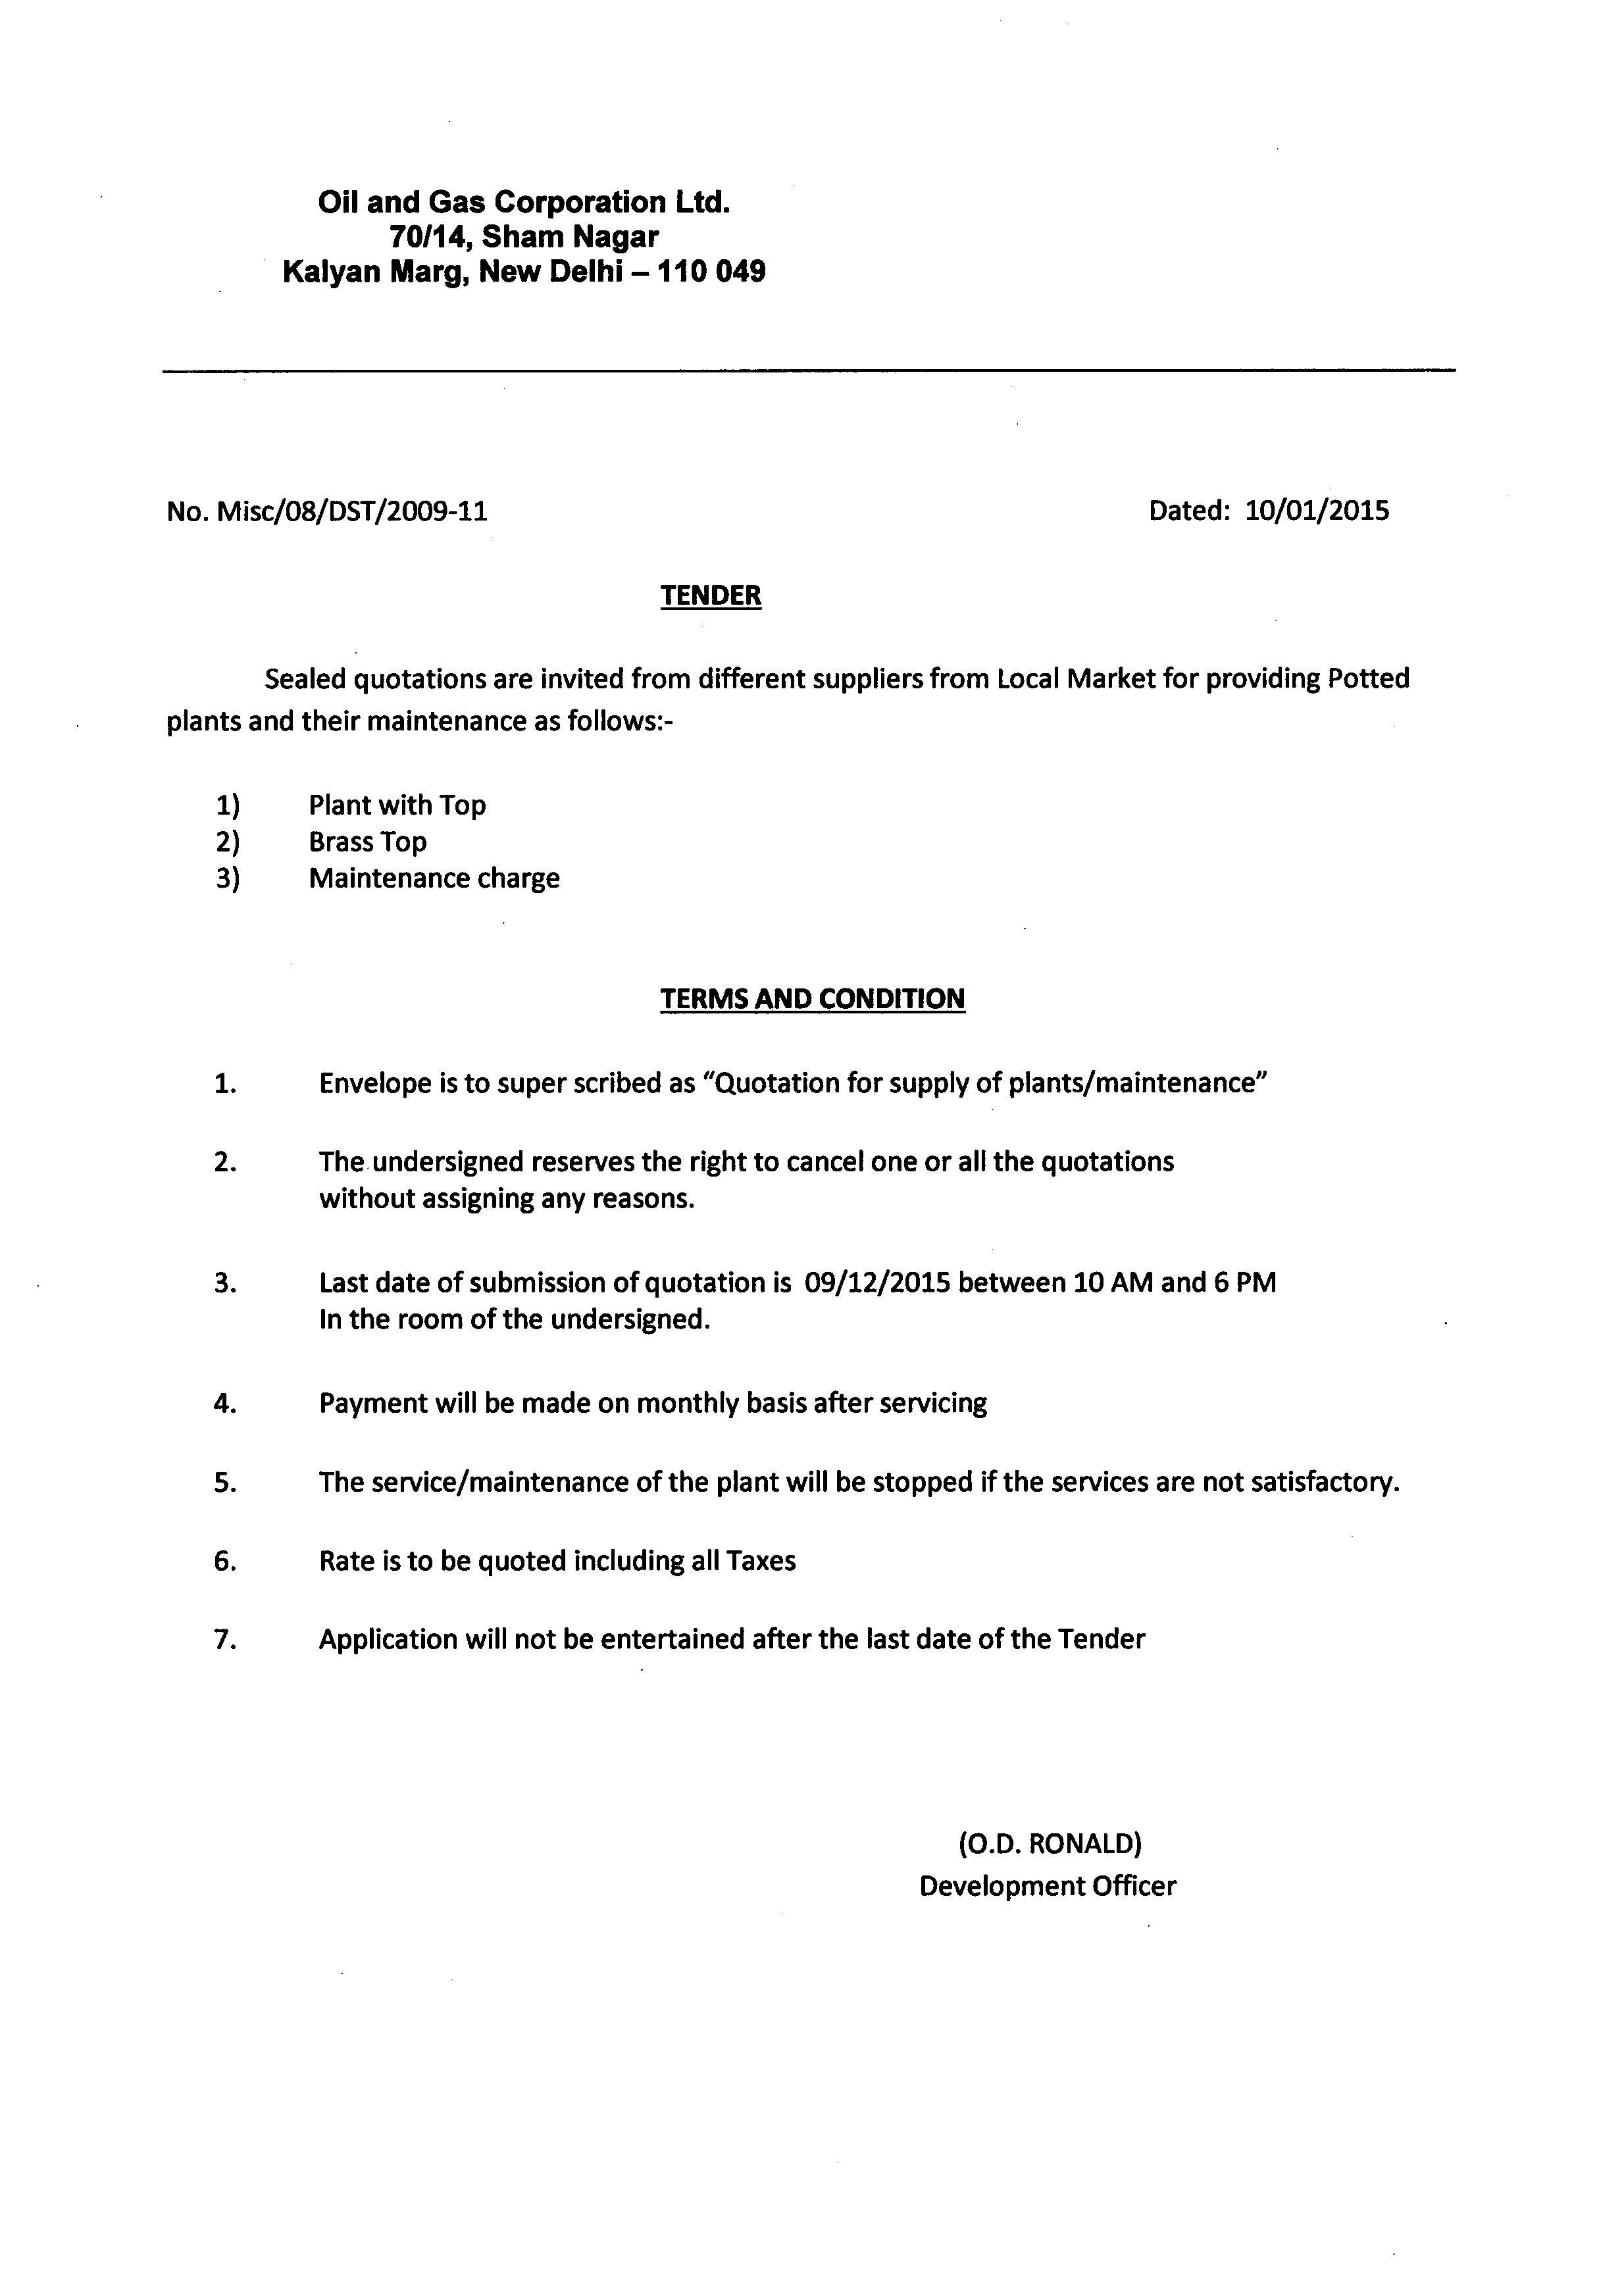 Oil and Gas Corporation Ltd.
70/14, Sham Nagar
Kalyan Marg, New Delhi – 110 049
No. Misc/08/DST/2009-11 Dated: 10/01/2015
TENDER
Sealed quotations are invited from different suppliers from Local Market for providing Potted
plants and their maintenance as follows:-
1) Plant with Top
2) Brass Top
3) Maintenance charge
TERMS AND CONDITION
1. Envelope is to super scribed as “Quotation for supply of plants/maintenance”
2. The undersigned reserves the right to cancel one or all the quotations
without assigning any reasons.
3. Last date of submission of quotation is 09/12/2015 between 10 AM and 6 PM
In the room of the undersigned.
4. Payment will be made on monthly basis after servicing
5. The service/maintenance of the plant will be stopped if the services are not satisfactory.
6. Rate is to be quoted including all Taxes
7. Application will not be entertained after the last date of the Tender
(O.D. RONALD)
Development Officer